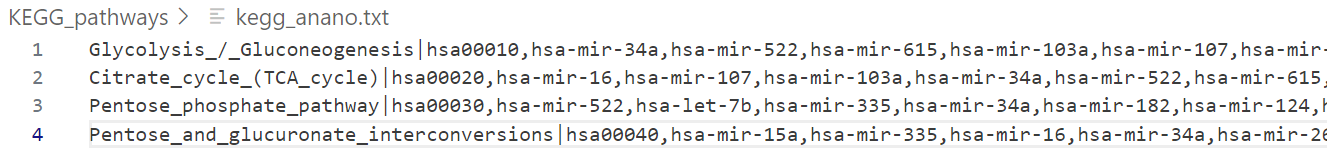 KEGG_pathways > kegg_anano.txt
1 Glycolysis_/_Gluconeogenesis|hsa00010,hsa-mir-34a,hsa-mir-522,hsa-mir-615,hsa-mir-103a,hsa-mir-107,hsa-mir-
2 Citrate_cycle_(TCA_cycle)|hsa00020,hsa-mir-16,hsa-mir-107,hsa-mir-103a,hsa-mir-34a,hsa-mir-522,hsa-mir-615,
3 Pentose_phosphate_pathway|hsa00030,hsa-mir-522,hsa-let-7b,hsa-mir-335,hsa-mir-34a,hsa-mir-182,hsa-mir-124,h
4 Pentose_and_glucuronate_interconversions|hsa00040,hsa-mir-15a,hsa-mir-335,hsa-mir-16,hsa-mir-34a,hsa-mir-26